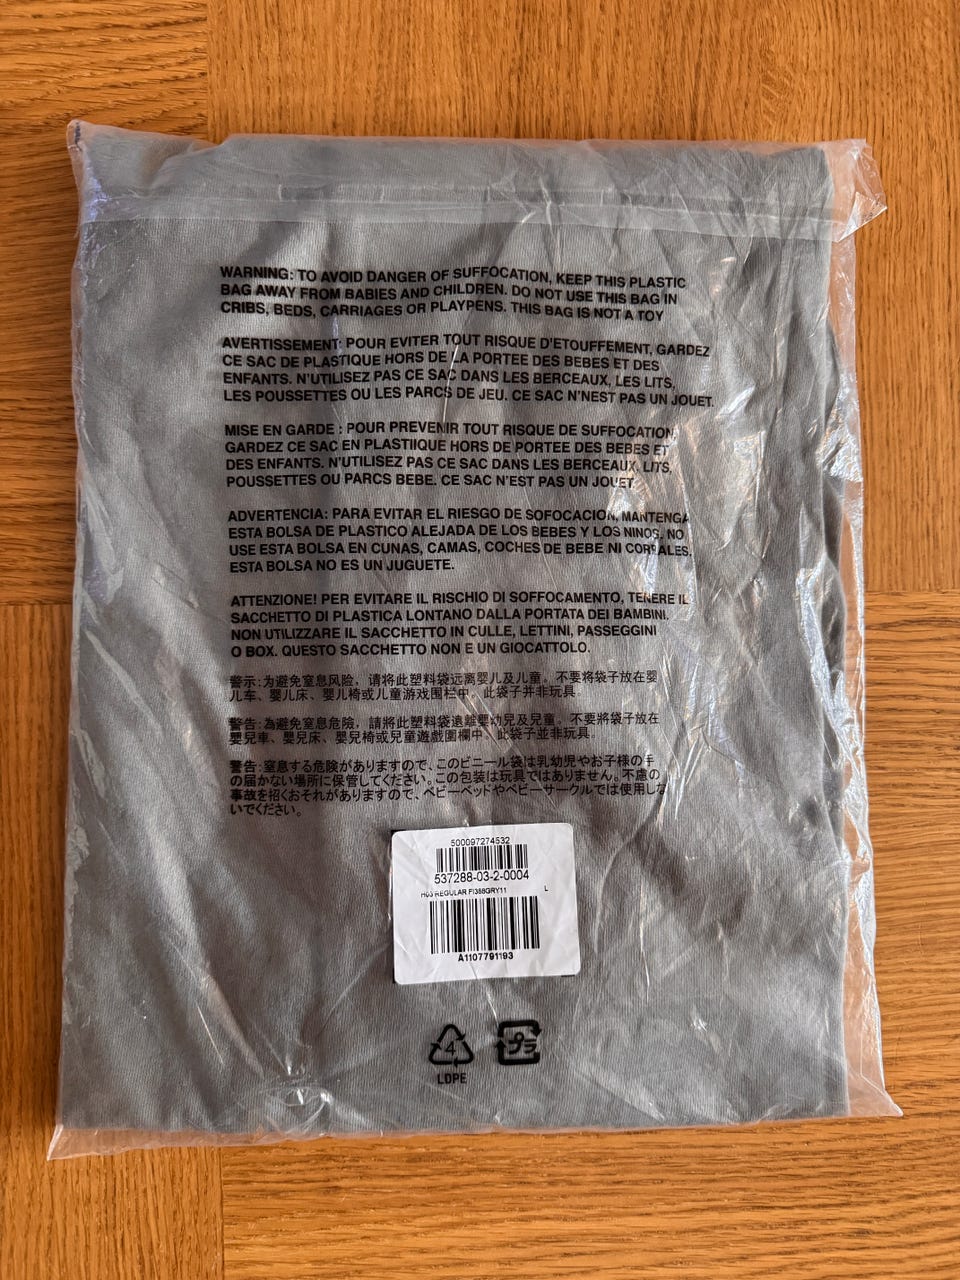 WARNING: TO AVOID DANGER OF SUFFOCATION, KEEP THIS PLASTIC
BAG AWAY FROM BABIES AND CHILDREN. DO NOT USE THIS BAG IN
CRIBS, BEDS, CARRIAGES OR PLAYPENS. THIS BAG IS NOT A TOY
AVERTISSEMENT: POUR EVITER TOUT RISQUE D'ETOUFFEMENT, GARDEZ
CE SAC DE PLASTIQUE HORS DE LA PORTEE DES BEBES ET DES
ENFANTS. N'UTILISEZ PAS CE SAC DANS LES BERCEAUX, LES LITS,
LES POUSSETTES OU LES PARCS DE JEU. CE SAC N'NEST PAS UN JOUET.
MISE EN GARDE : POUR PREVENIR TOUT RISQUE DE SUFFOCATION,
GARDEZ CE SAC EN PLASTIIQUE HORS DE PORTEE DES BEBES ET
DES ENFANTS. N'UTILISEZ PAS CE SAC DANS LES BERCEAUX, LITS,
POUSSETTES OU PARCS BEBE. CE SAC N'EST PAS UN JOUET.
ADVERTENCIA: PARA EVITAR EL RIESGO DE SOFOCACION, MANTENGA
ESTA BOLSA DE PLASTICO ALEJADA DE LOS BEBES Y LOS NINOS. NO
USE ESTA BOLSA EN CUNAS, CAMAS, COCHES DE BEBE NI CORRALES.
ESTA BOLSA NO ES UN JUGUETE.
ATTENZIONE! PER EVITARE IL RISCHIO DI SOFFOCAMENTO, TENERE IL
SACCHETTO DI PLASTICA LONTANO DALLA PORTATA DEI BAMBINI.
NON UTILIZZARE IL SACCHETTO IN CULLE, LETTINI, PASSEGGINI
O BOX. QUESTO SACCHETTO NON E UN GIOCATTOLO.
警示:为避免窒息风险，请将此塑料袋远离婴儿及儿童。不要将袋子放在婴
儿车、婴儿床、婴儿椅或儿童游戏围栏中。此袋子并非玩具。
警告:為避免窒息危險，請將此塑料袋遠離嬰幼兒及兒童。不要將袋子放在
嬰兒車、嬰兒床、嬰兒椅或兒童遊戲圍欄中。此袋子並非玩具。
警告:窒息する危険がありますので、このビニール袋は乳幼児やお子様の手
の届かない場所に保管してください。この包装は玩具ではありません。不慮の
事故を招くおそれがありますので、ベビーベッドやベビーサークルでは使用しな
いでください。
500097274532
537288-03-2-0004
H03'REGULAR FI388GRY11 L
A1107791193
4 プラ
LDPE